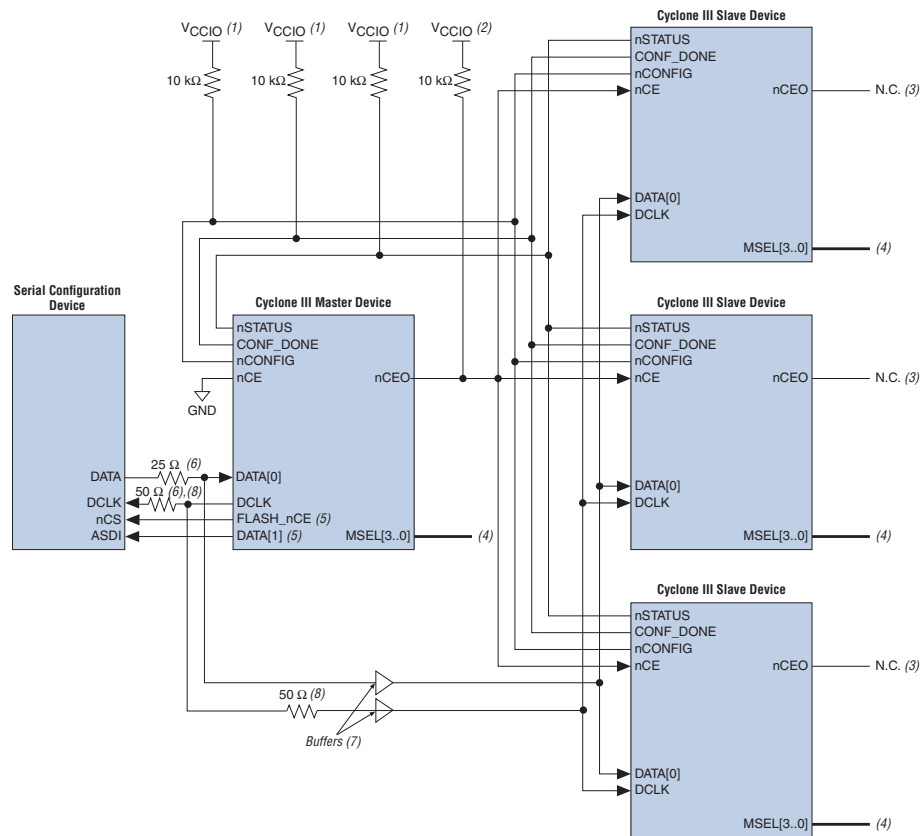 Cyclone III Slave Device
VCCIO (1)
VCCIO (1)
VCCIO (1)
VCCIO (2)
10 kΩ
10 kΩ
10 kΩ
10 kΩ
nSTATUS
CONF_DONE
nCONFIG
nCE
nCEO
N.C. (3)
DATA[0]
DCLK
MSEL[3..0]
(4)
Serial Configuration
Device
DATA
DCLK
nCS
ASDI
25 Ω (6)
50 Ω (6),(8)
Cyclone III Master Device
nSTATUS
CONF_DONE
nCONFIG
nCE
nCEO
GND
DATA[0]
DCLK
FLASH_nCE (5)
DATA[1] (5)
MSEL[3..0]
(4)
Cyclone III Slave Device
nSTATUS
CONF_DONE
nCONFIG
nCE
nCEO
N.C. (3)
DATA[0]
DCLK
MSEL[3..0]
(4)
Cyclone III Slave Device
nSTATUS
CONF_DONE
nCONFIG
nCE
nCEO
N.C. (3)
50 Ω (8)
Buffers (7)
DATA[0]
DCLK
MSEL[3..0]
(4)